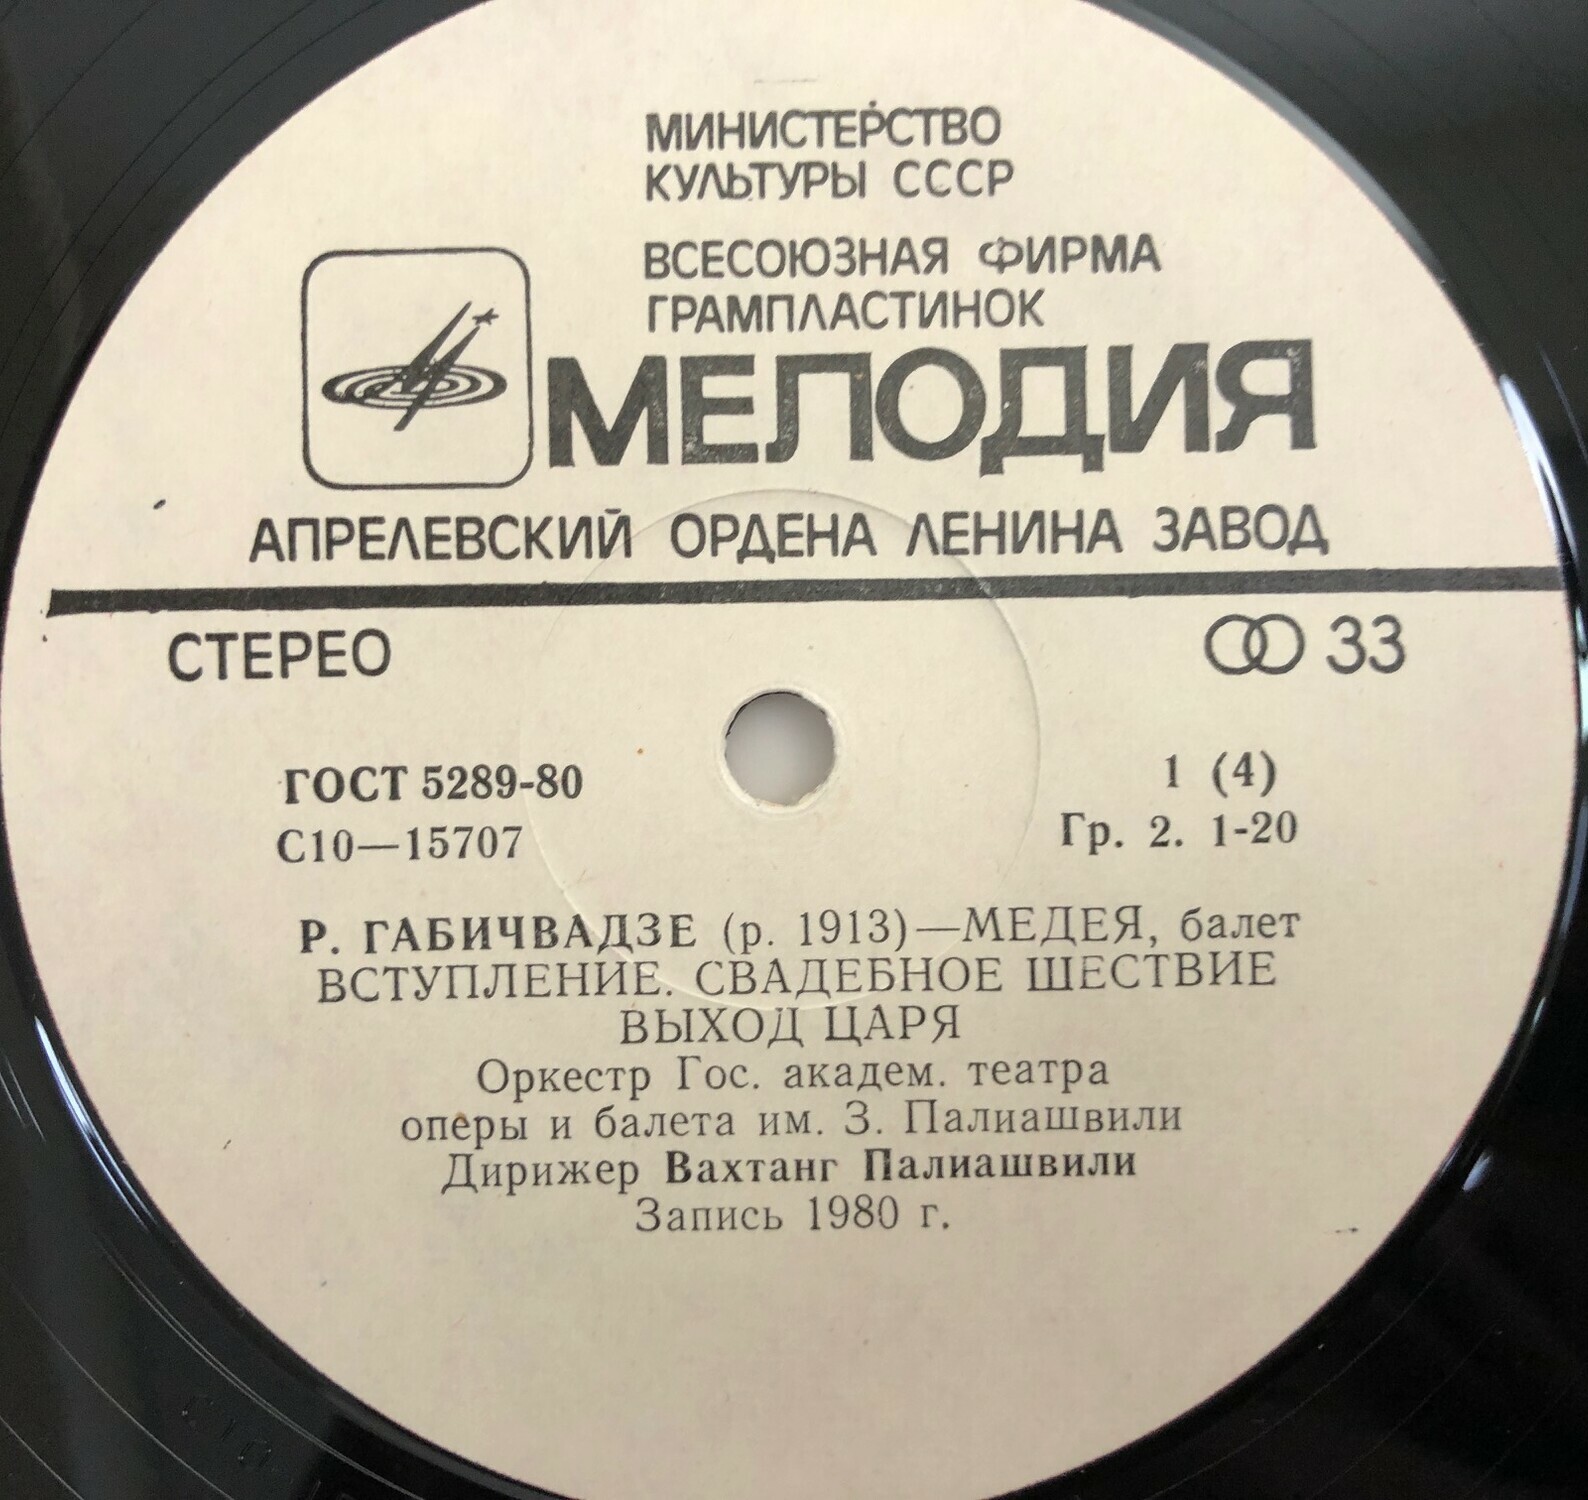 МИНИСТЕРСТВО
КУЛЬТУРЫ СССР
ВСЕСОЮЗНАЯ ФИРМА
ГРАМПЛАСТИНОК
МЕЛОДИЯ
АПРЕЛЕВСКИЙ ОРДЕНА ЛЕНИНА ЗАВОД
СТЕРЕО 33
ГОСТ 5289-80 1 (4)
С10—15707 Гр. 2. 1-20
Р. ГАБИЧВАДЗЕ (р. 1913)—МЕДЕЯ, балет
ВСТУПЛЕНИЕ. СВАДЕБНОЕ ШЕСТВИЕ
ВЫХОД ЦАРЯ
Оркестр Гос. академ. театра
оперы и балета им. З. Палиашвили
Дирижер Вахтанг Палиашвили
Запись 1980 г.